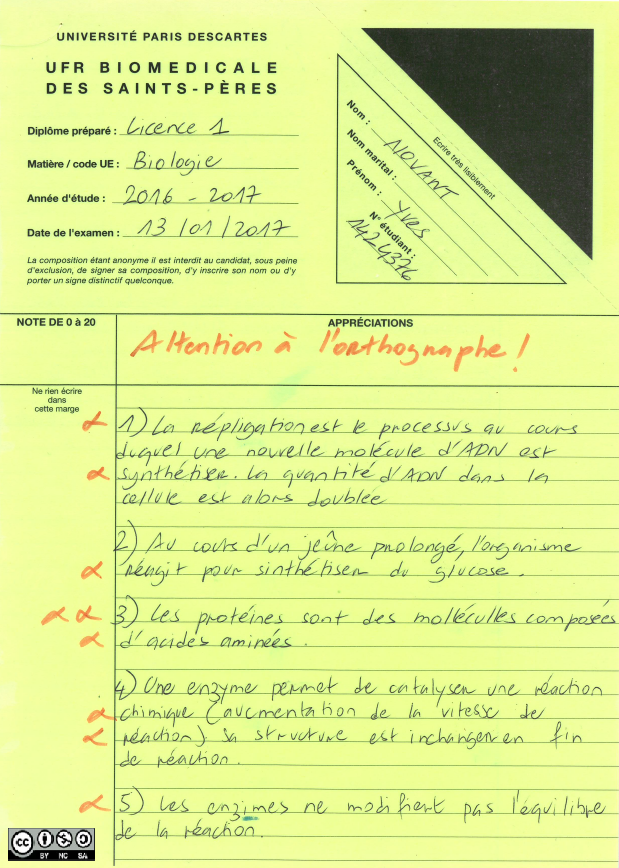 UNIVERSITÉ PARIS DESCARTES
UFR BIOMEDICALE
DES SAINTS-PÈRES
Diplôme préparé : Licence 1
Matière / code UE : Biologie
Année d'étude : 2016 - 2017
Date de l'examen : 13 / 01 / 2017
La composition étant anonyme il est interdit au candidat, sous peine
d'exclusion, de signer sa composition, d'y inscrire son nom ou d'y
porter un signe distinctif quelconque.
Ecrire très lisiblement
Nom : NOVANT
Nom marital :
Prénom : Yves
N° étudiant : 1424376
NOTE DE 0 à 20
APPRÉCIATIONS
Attention à l'orthographe !
Ne rien écrire
dans
cette marge
1) La répligation est le processus au cours
duquel une nouvelle molécule d'ADN est
synthétiser. La quantité d'ADN dans la
cellule est alors doublée
2) Au cours d'un jeûne prolongé, l'organisme
réagit pour sinthétiser du glucose.
3) Les protéines sont des molléculles composées
d'acides aminées.
4) Une enzyme permet de catalyser une réaction
chimique (aucmentation de la vitesse de
réaction). Sa structure est inchanger en fin
de réaction.
5) Les enzimes ne modifient pas l'équilibre
de la réaction.
cc BY NC SA